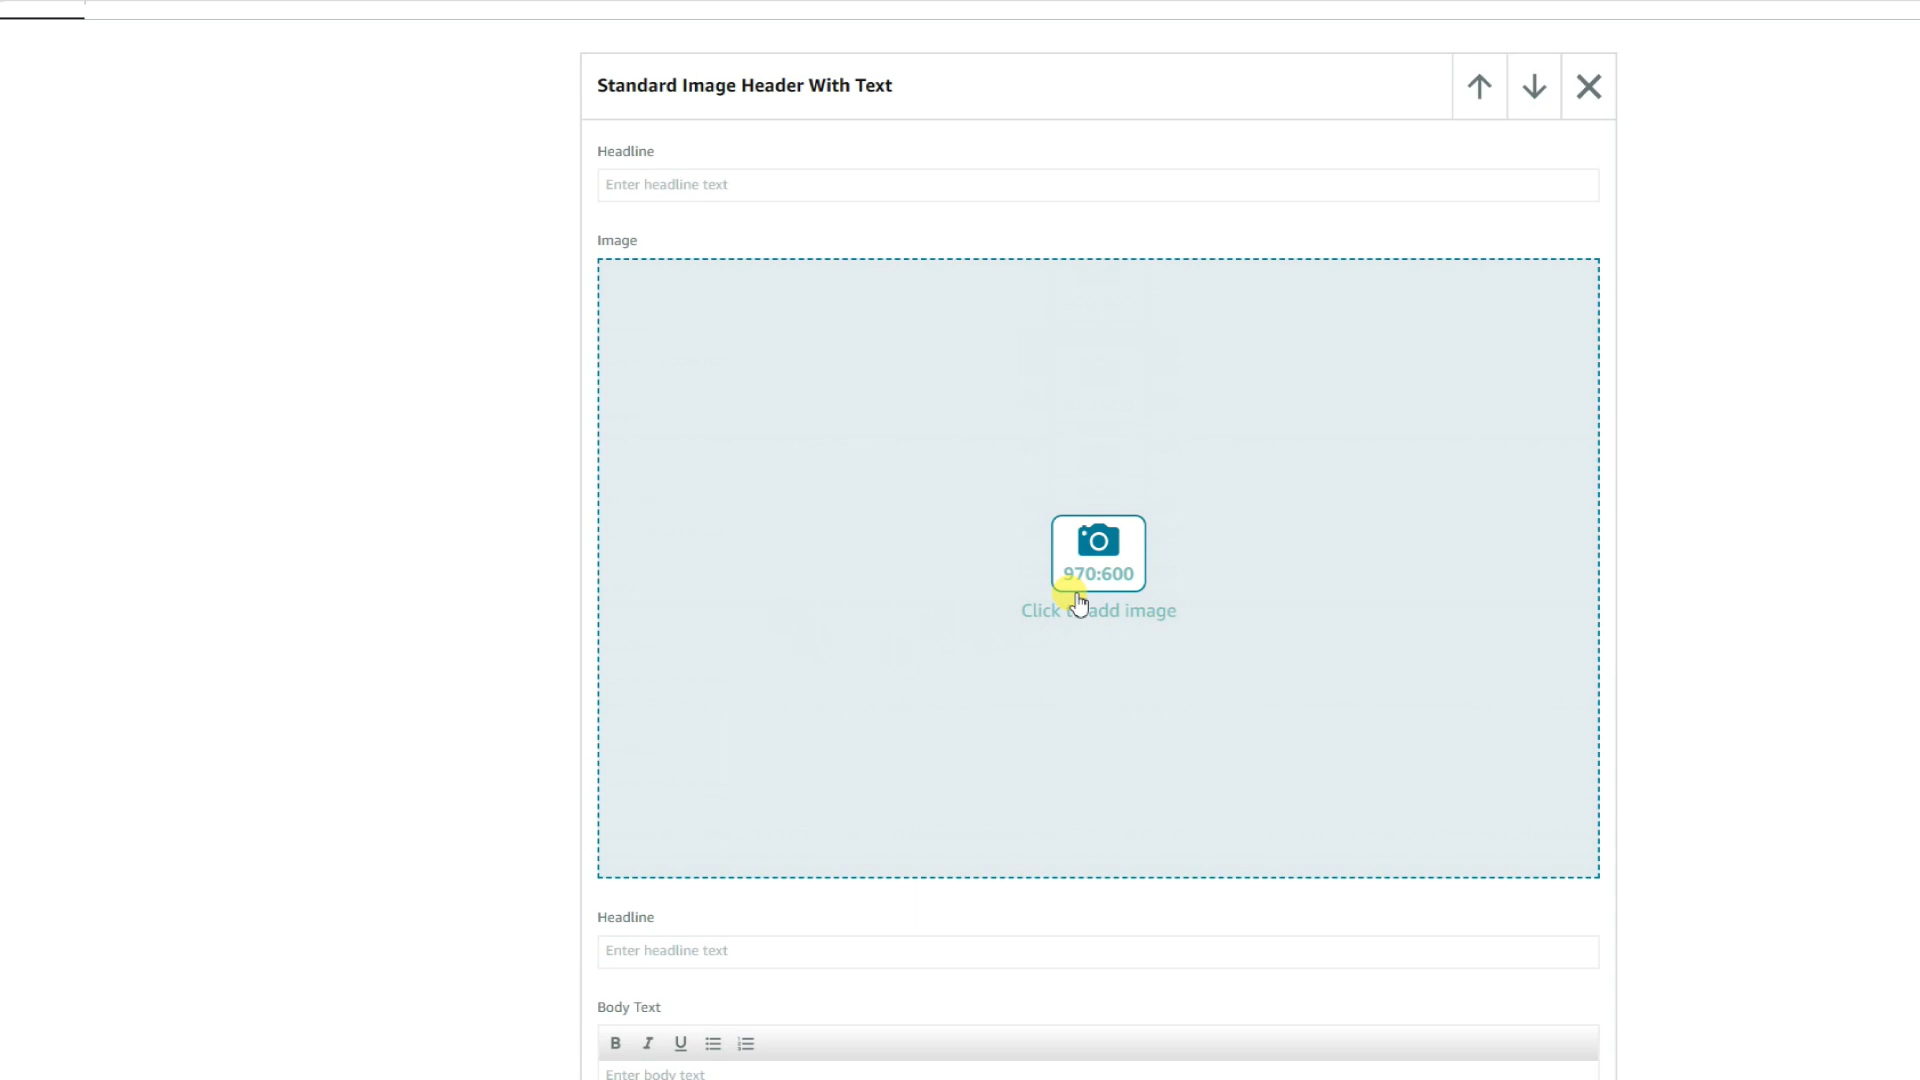 Standard Image Header With Text
Headline
Enter headline text
Image
970:600
Click to add image
Headline
Enter headline text
Body Text
B I U
Enter body text